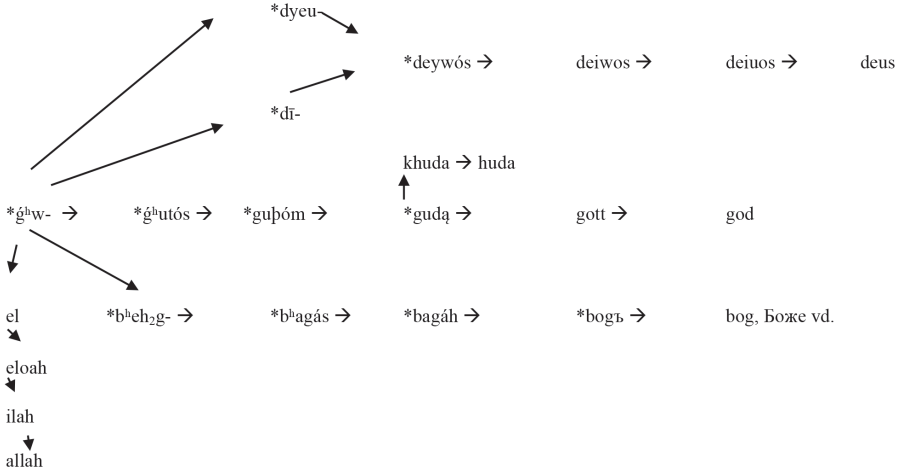 *dyeu-
*deywós → deiwos → deiuos → deus
*dī-
khuda → huda
*ǵʰw- → *ǵʰutós → *guþóm → *gudą → gott → god
el *bʰeh₂g- → *bʰagás → *bagáh → *bogъ → bog, Боже vd.
eloah
ilah
allah